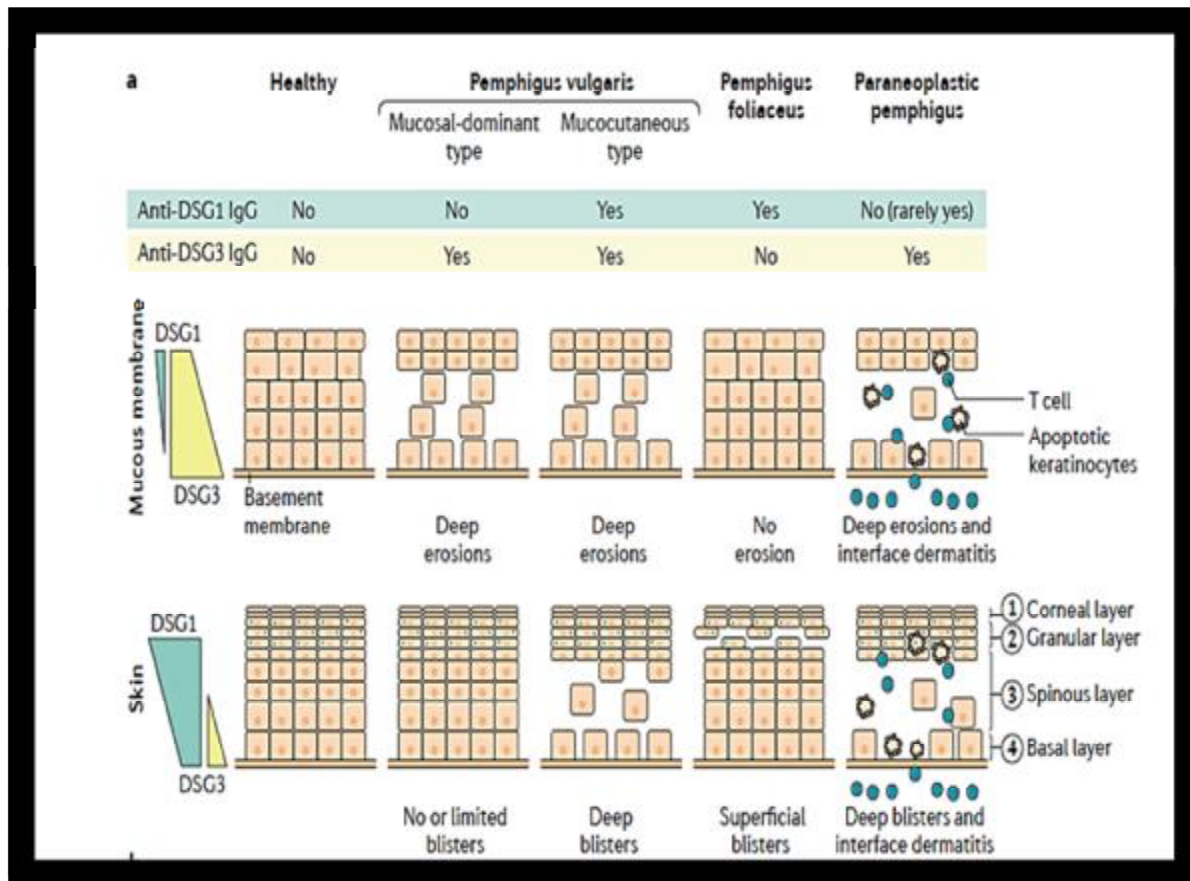 a
Healthy
Pemphigus vulgaris
Pemphigus
foliaceus
Paraneoplastic
pemphigus
Mucosal-dominant
type
Mucocutaneous
type
Anti-DSG1 IgG No No Yes Yes No (rarely yes)
Anti-DSG3 IgG No Yes Yes No Yes
Mucous membrane
DSG1
DSG3
Basement
membrane
T cell
Apoptotic
keratinocytes
Deep
erosions
Deep
erosions
No
erosion
Deep erosions and
interface dermatitis
Skin
DSG1
DSG3
1 Corneal layer
2 Granular layer
3 Spinous layer
4 Basal layer
No or limited
blisters
Deep
blisters
Superficial
blisters
Deep blisters and
interface dermatitis